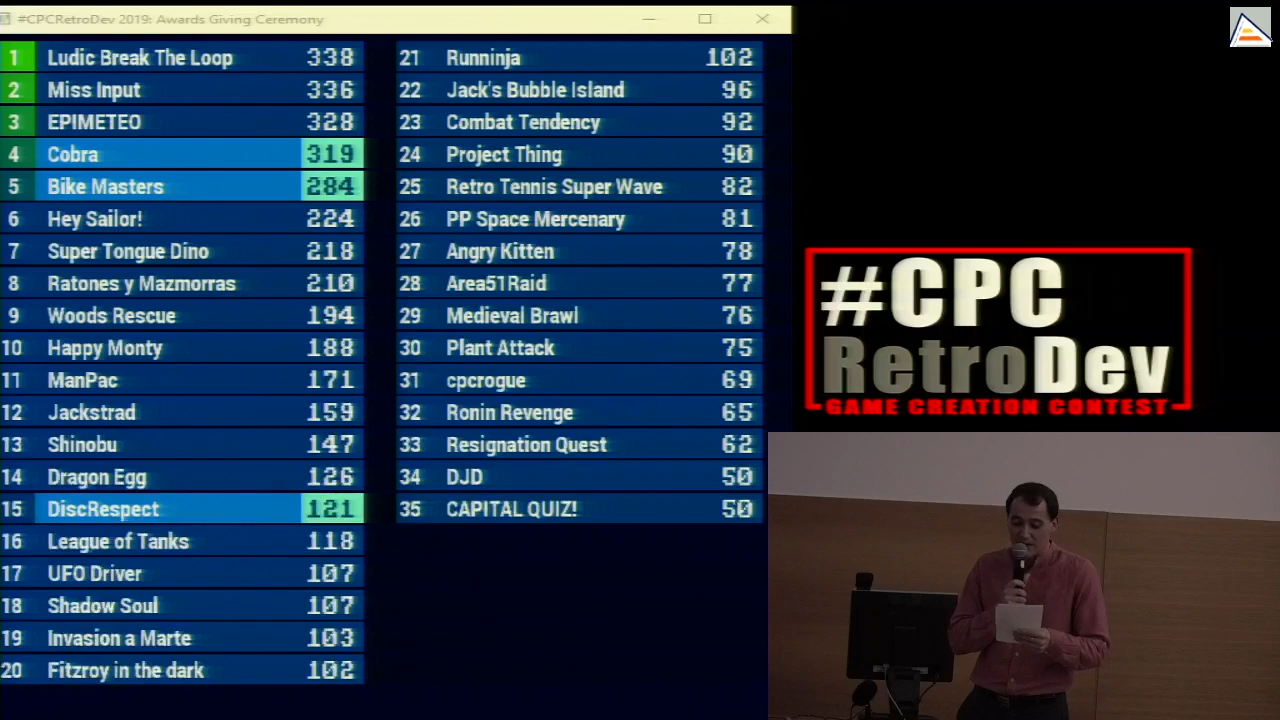 #CPCRetroDev 2019: Awards Giving Ceremony
1 Ludic Break The Loop 338
2 Miss Input 336
3 EPIMETEO 328
4 Cobra 319
5 Bike Masters 284
6 Hey Sailor! 224
7 Super Tongue Dino 218
8 Ratones y Mazmorras 210
9 Woods Rescue 194
10 Happy Monty 188
11 ManPac 171
12 Jackstrad 159
13 Shinobu 147
14 Dragon Egg 126
15 DiscRespect 121
16 League of Tanks 118
17 UFO Driver 107
18 Shadow Soul 107
19 Invasion a Marte 103
20 Fitzroy in the dark 102
21 Runninja 102
22 Jack's Bubble Island 96
23 Combat Tendency 92
24 Project Thing 90
25 Retro Tennis Super Wave 82
26 PP Space Mercenary 81
27 Angry Kitten 78
28 Area51Raid 77
29 Medieval Brawl 76
30 Plant Attack 75
31 cpcrogue 69
32 Ronin Revenge 65
33 Resignation Quest 62
34 DJD 50
35 CAPITAL QUIZ! 50
#CPC
RetroDev
GAME CREATION CONTEST